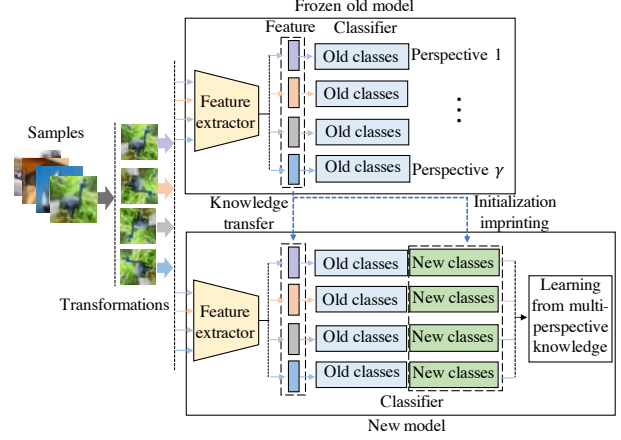 Frozen old model
Feature
Classifier
Old classes
Perspective 1
Old classes
Feature
extractor
Old classes
Samples
Old classes
Perspective γ
Knowledge
transfer
Initialization
imprinting
Transformations
Old classes
New classes
Old classes
New classes
Feature
extractor
Old classes
New classes
Old classes
New classes
Learning
from multi-
perspective
knowledge
Classifier
New model